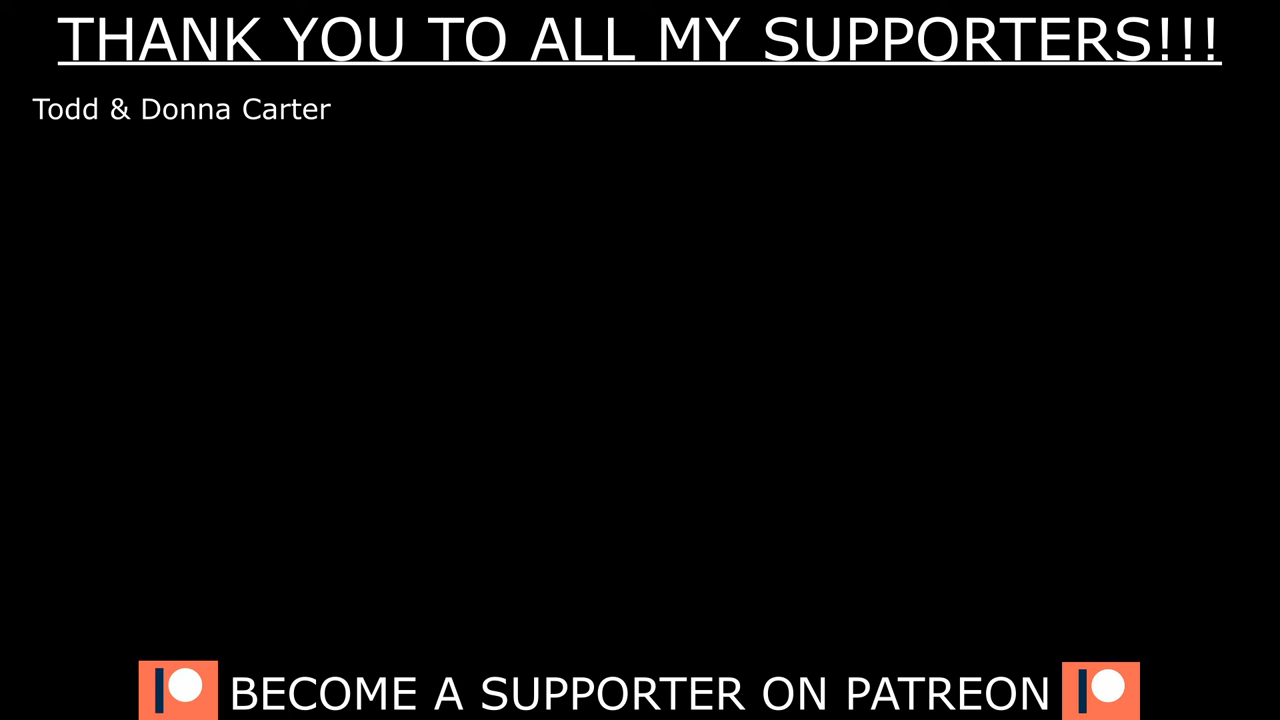 THANK YOU TO ALL MY SUPPORTERS!!!
Todd & Donna Carter
BECOME A SUPPORTER ON PATREON